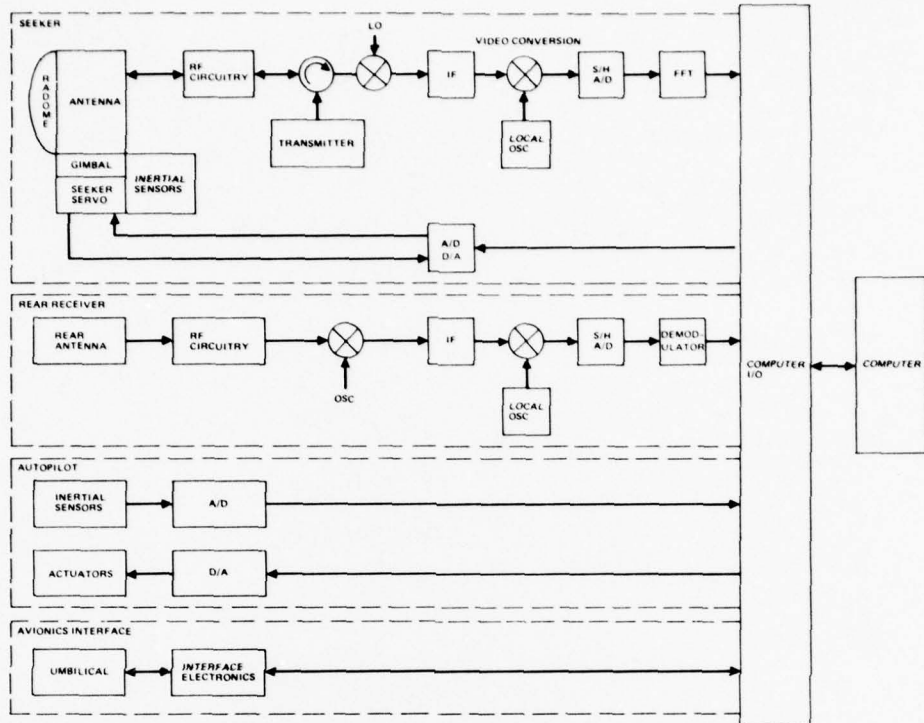 SEEKER
LO
VIDEO CONVERSION
RADOME
ANTENNA
RF
CIRCUITRY
IF
S/H
A/D
FFT
TRANSMITTER
LOCAL
OSC
GIMBAL
SEEKER
SERVO
INERTIAL
SENSORS
A/D
D/A
REAR RECEIVER
REAR
ANTENNA
RF
CIRCUITRY
IF
S/H
A/D
DEMOD-
ULATOR
OSC
LOCAL
OSC
COMPUTER
I/O
COMPUTER
AUTOPILOT
INERTIAL
SENSORS
A/D
ACTUATORS
D/A
AVIONICS INTERFACE
UMBILICAL
INTERFACE
ELECTRONICS